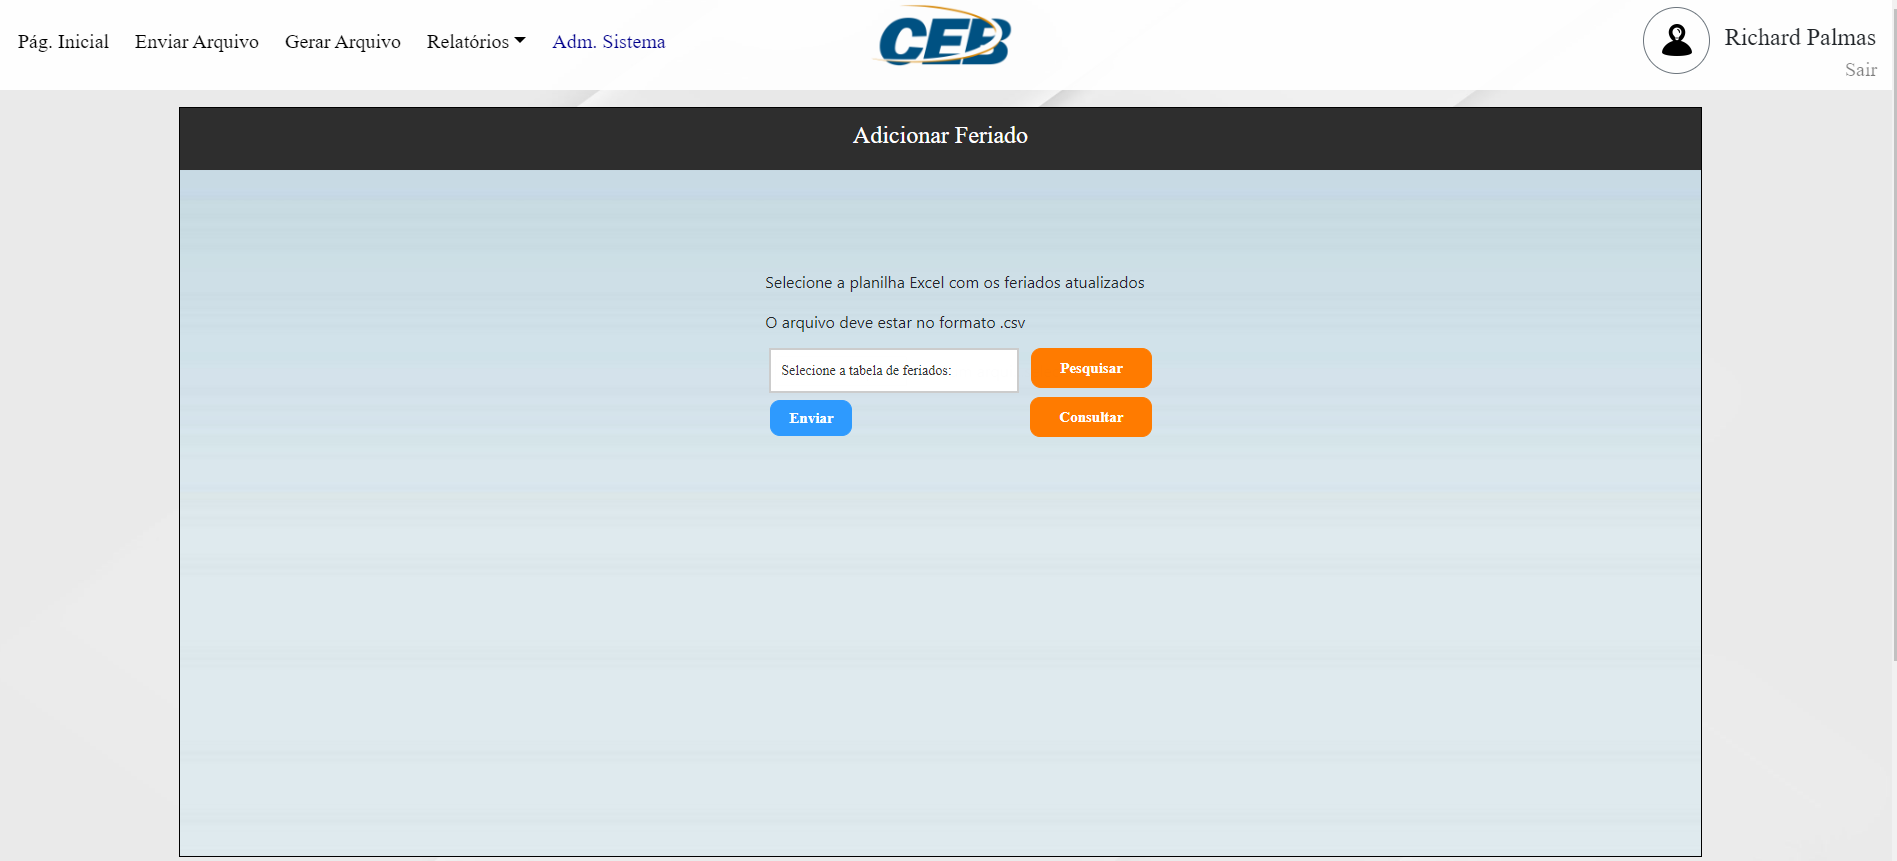 Pág. Inicial Enviar Arquivo Gerar Arquivo Relatórios Adm. Sistema
CEB
Richard Palmas
Sair
Adicionar Feriado
Selecione a planilha Excel com os feriados atualizados
O arquivo deve estar no formato .csv
Selecione a tabela de feriados: Pesquisar
Enviar Consultar